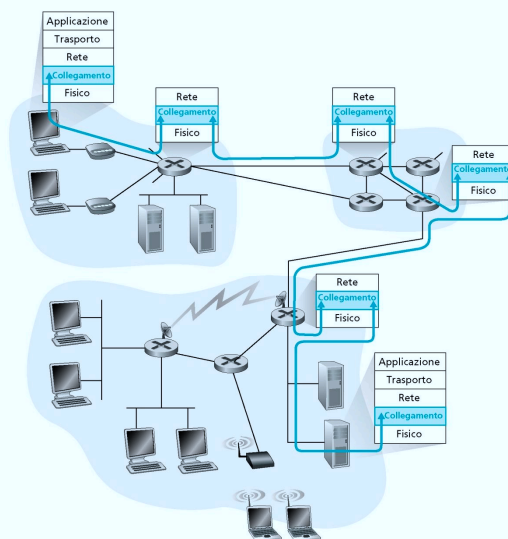 Applicazione
Trasporto
Rete
Collegamento
Fisico
Rete
Collegamento
Fisico
Rete
Collegamento
Fisico
Rete
Collegamento
Fisico
Rete
Collegamento
Fisico
Applicazione
Trasporto
Rete
Collegamento
Fisico